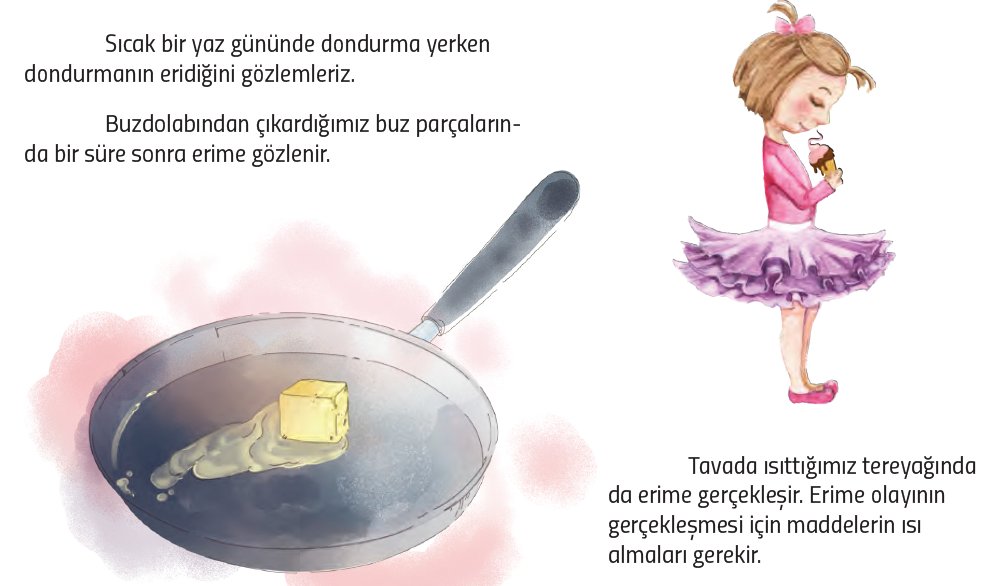 Sıcak bir yaz gününde dondurma yerken
dondurmanın eridiğini gözlemleriz.
Buzdolabından çıkardığımız buz parçaların-
da bir süre sonra erime gözlenir.
Tavada ısıttığımız tereyağında
da erime gerçekleşir. Erime olayının
gerçekleşmesi için maddelerin ısı
almaları gerekir.